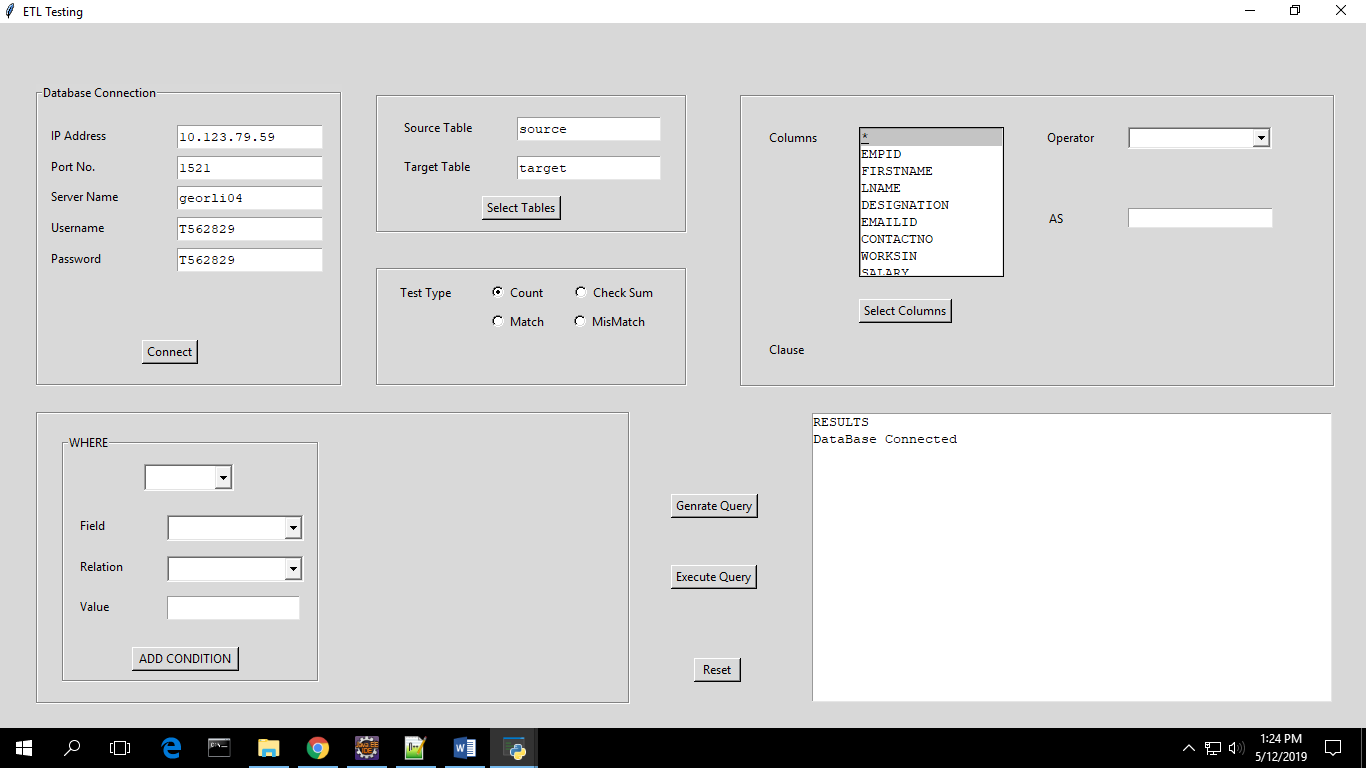 ETL Testing
Database Connection
IP Address 10.123.79.59
Port No. 1521
Server Name georli04
Username T562829
Password T562829
Connect
Source Table source
Target Table target
Select Tables
Test Type Count Check Sum
Match MisMatch
Columns
*
EMPID
FIRSTNAME
LNAME
DESIGNATION
EMAILID
CONTACTNO
WORKSIN
SALARY
Operator
AS
Select Columns
Clause
WHERE
Field
Relation
Value
ADD CONDITION
Genrate Query
Execute Query
Reset
RESULTS
DataBase Connected
1:24 PM
5/12/2019